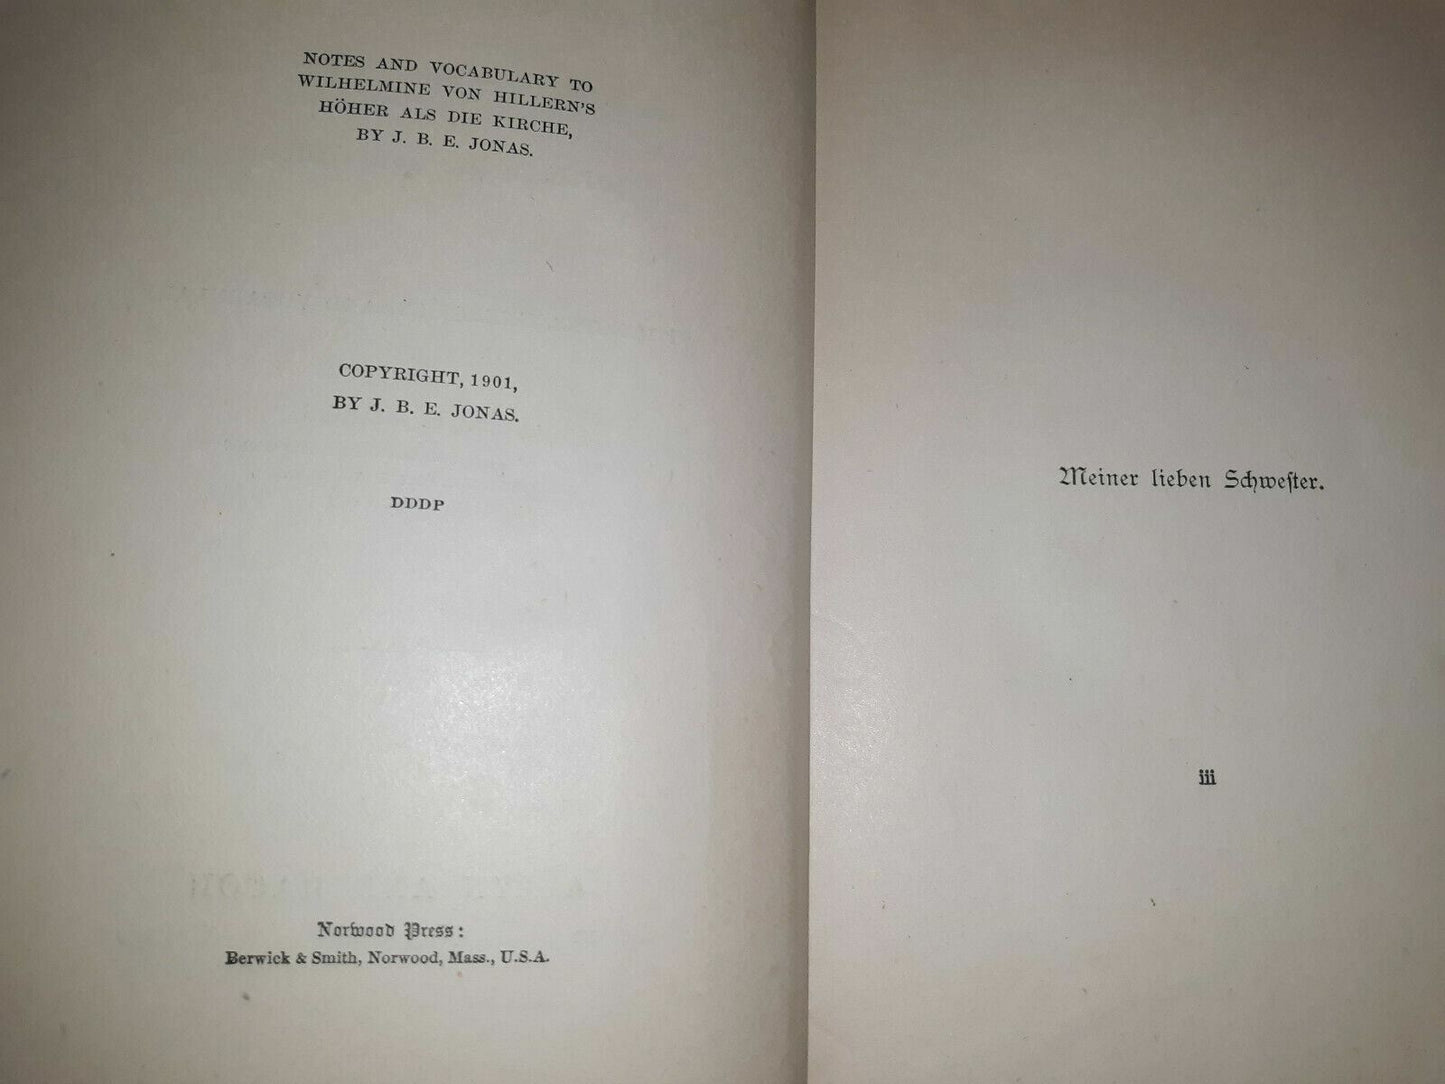 NOTES AND VOCABULARY TO
WILHELMINE VON HILLERN'S
HÖHER ALS DIE KIRCHE,
BY J. B. E. JONAS.
COPYRIGHT, 1901,
BY J. B. E. JONAS.
DDDP
Norwood Press:
Berwick & Smith, Norwood, Mass., U.S.A.
Meiner lieben Schweſter.
iii